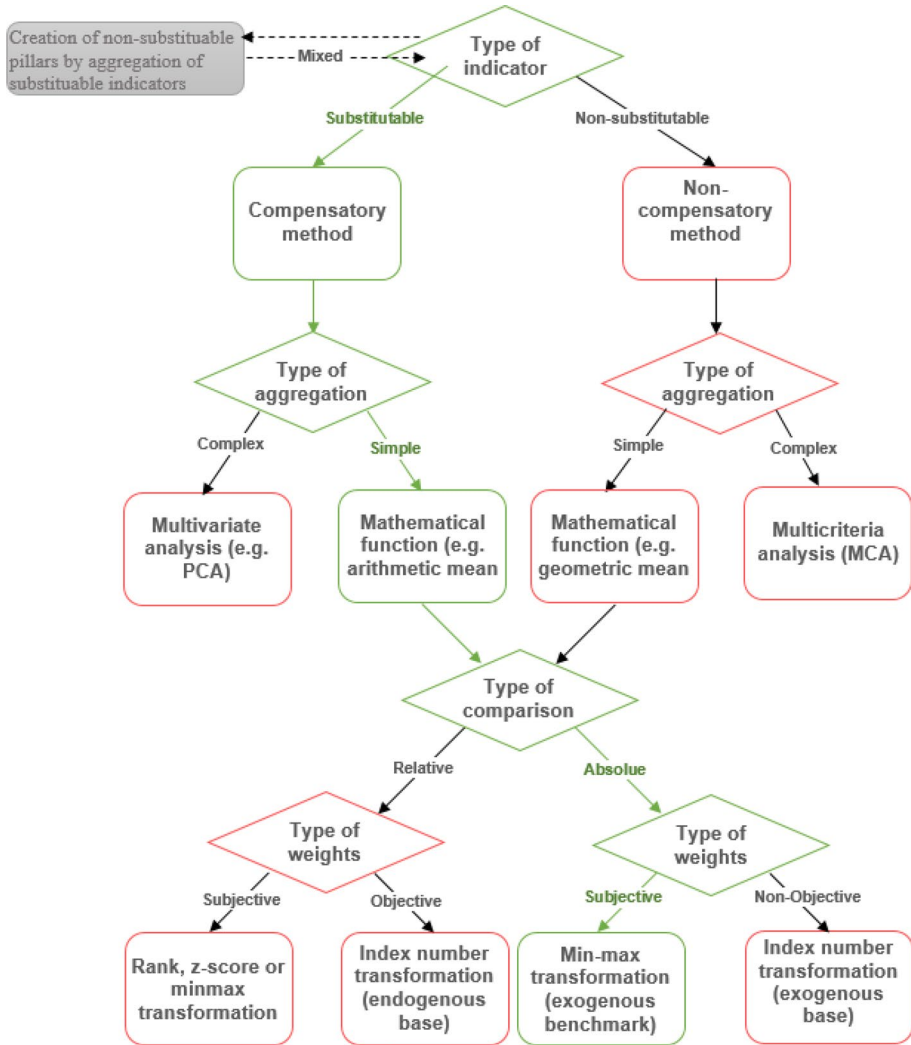 Creation of non-substituable
pillars by aggregation of
substituable indicators
Mixed
Type of
indicator
Substitutable
Non-substitutable
Compensatory
method
Non-
compensatory
method
Type of
aggregation
Type of
aggregation
Complex
Simple
Simple
Complex
Multivariate
analysis (e.g.
PCA)
Mathematical
function (e.g.
arithmetic mean
Mathematical
function (e.g.
geometric mean
Multicriteria
analysis (MCA)
Type of
comparison
Relative
Absolue
Type of
weights
Type of
weights
Subjective
Objective
Subjective
Non-Objective
Rank, z-score or
minmax
transformation
Index number
transformation
(endogenous
base)
Min-max
transformation
(exogenous
benchmark)
Index number
transformation
(exogenous
base)